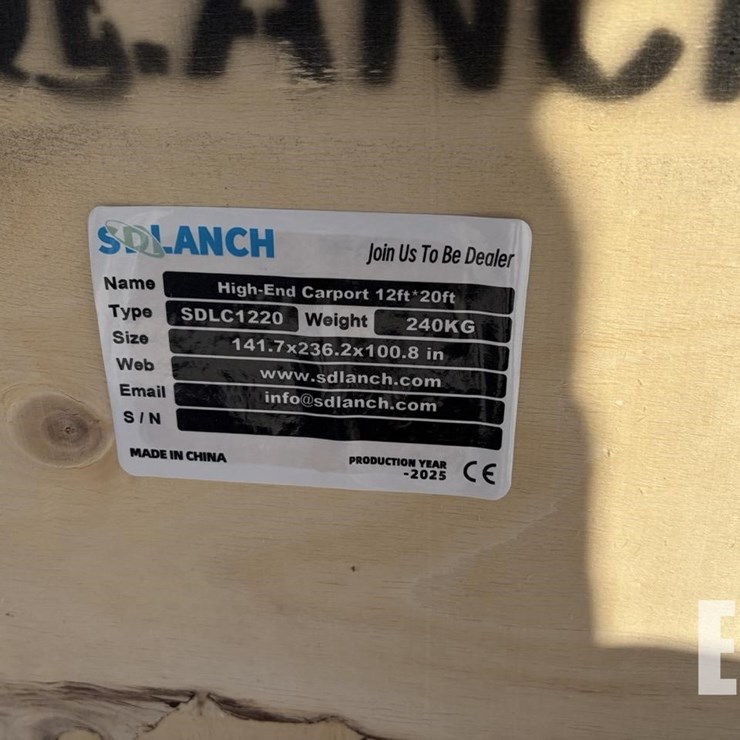 SDLANCH
Join Us To Be Dealer
Name High-End Carport 12ft*20ft
Type SDLC1220 Weight 240KG
Size 141.7x236.2x100.8 in
Web www.sdlanch.com
Email info@sdlanch.com
S/N
MADE IN CHINA
PRODUCTION YEAR
-2025
CE
E